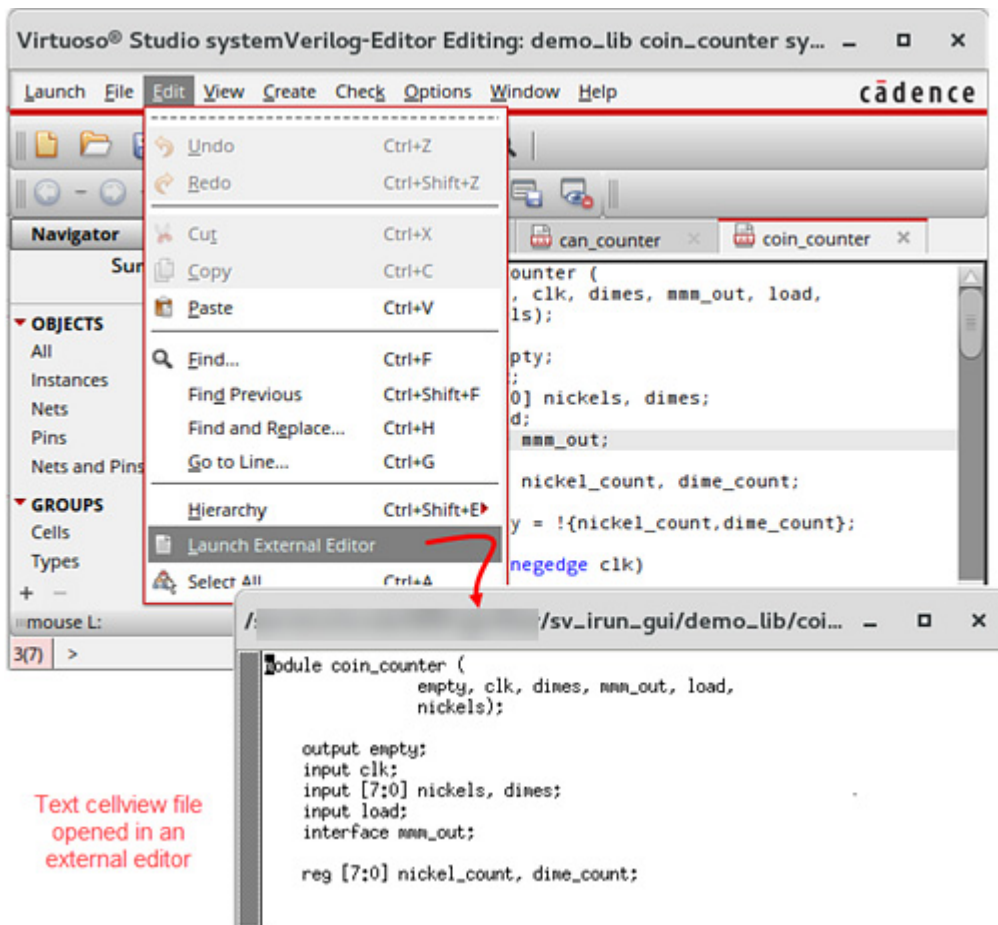 Virtuoso® Studio systemVerilog-Editor Editing: demo_lib coin_counter sy...
Launch File Edit View Create Check Options Window Help cādence
Undo Ctrl+Z
Redo Ctrl+Shift+Z
Navigator
Cut Ctrl+X
can_counter
coin_counter
Sur
Copy Ctrl+C
Paste Ctrl+V
OBJECTS
All
Instances
Nets
Pins
Nets and Pins
GROUPS
Cells
Types
+ −
Find... Ctrl+F
Find Previous Ctrl+Shift+F
Find and Replace... Ctrl+H
Go to Line... Ctrl+G
Hierarchy Ctrl+Shift+E
Launch External Editor
Select All Ctrl+A
ounter (
, clk, dimes, mmm_out, load,
ls);
pty;
;
0] nickels, dimes;
d;
mmm_out;
nickel_count, dime_count;
y = !{nickel_count,dime_count};
negedge clk)
mouse L:
3(7) >
/sv_irun_gui/demo_lib/coi...
module coin_counter (
empty, clk, dimes, mmm_out, load,
nickels);
output empty;
input clk;
input [7:0] nickels, dimes;
input load;
interface mmm_out;
reg [7:0] nickel_count, dime_count;
Text cellview file
opened in an
external editor